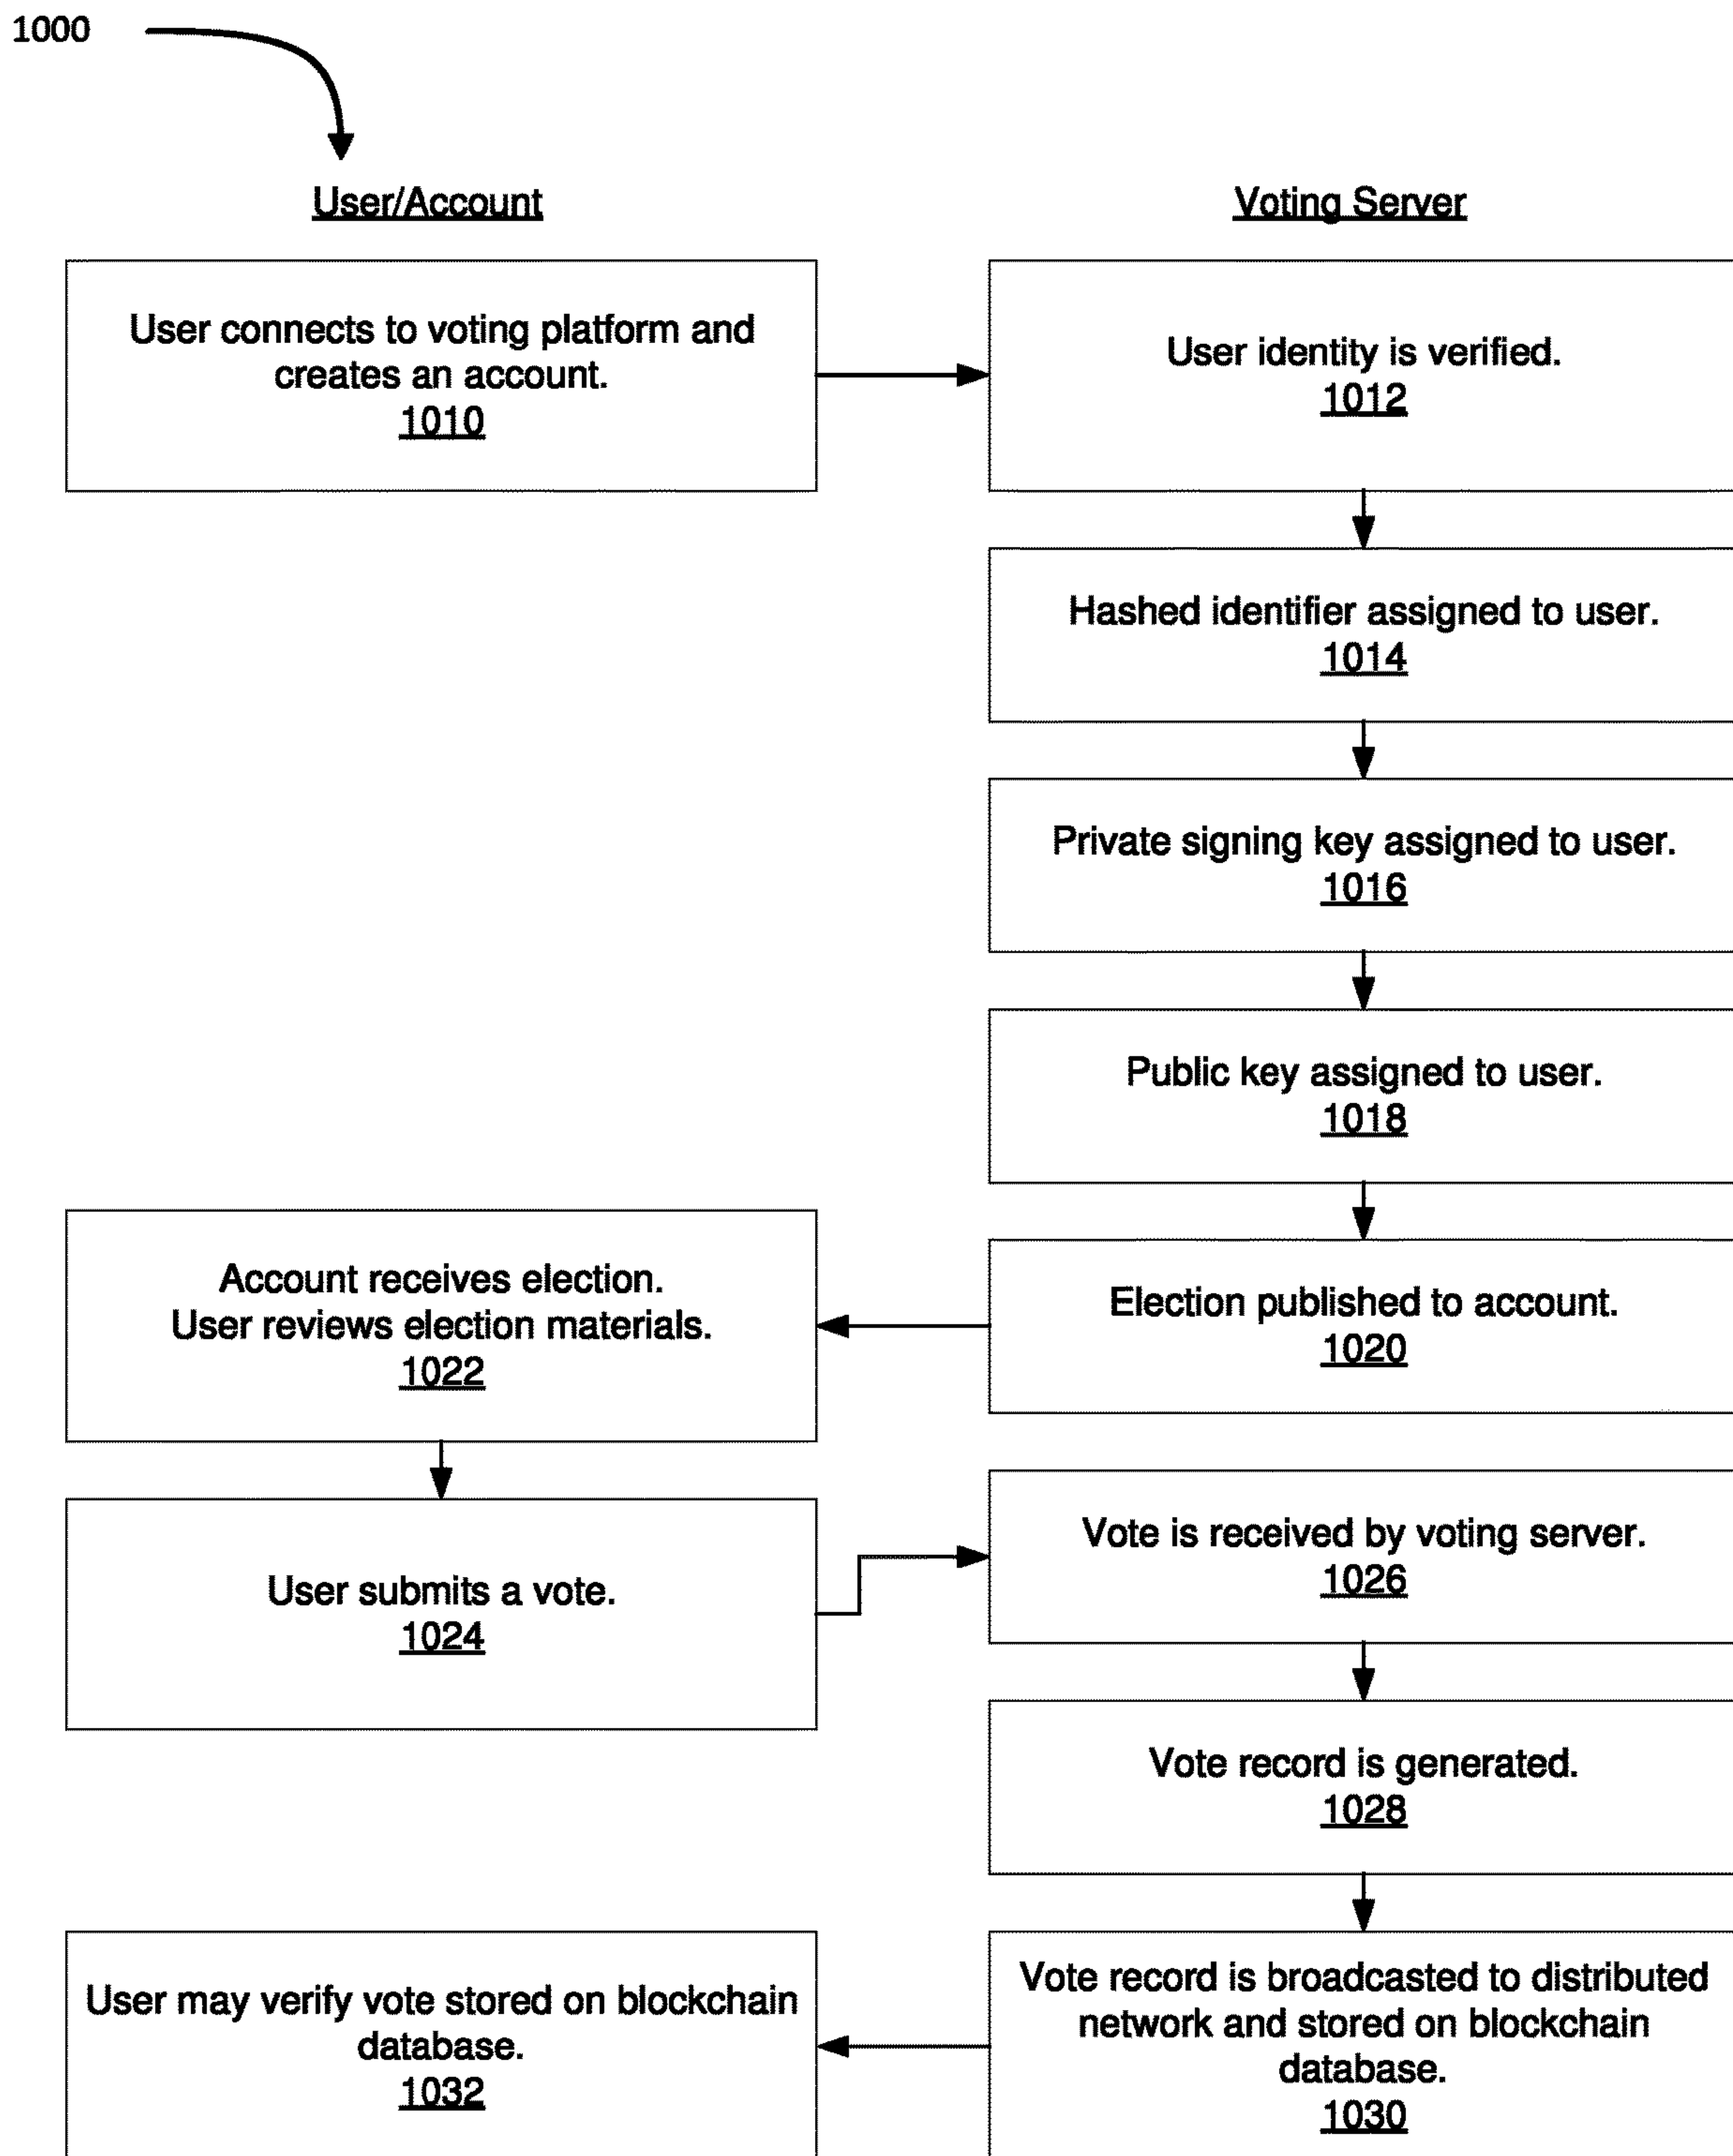 1000
User/Account
Voting Server
User connects to voting platform and
creates an account.
1010
User identity is verified.
1012
Hashed identifier assigned to user.
1014
Private signing key assigned to user.
1016
Public key assigned to user.
1018
Election published to account.
1020
Account receives election.
User reviews election materials.
1022
User submits a vote.
1024
Vote is received by voting server.
1026
Vote record is generated.
1028
Vote record is broadcasted to distributed
network and stored on blockchain
database.
1030
User may verify vote stored on blockchain
database.
1032